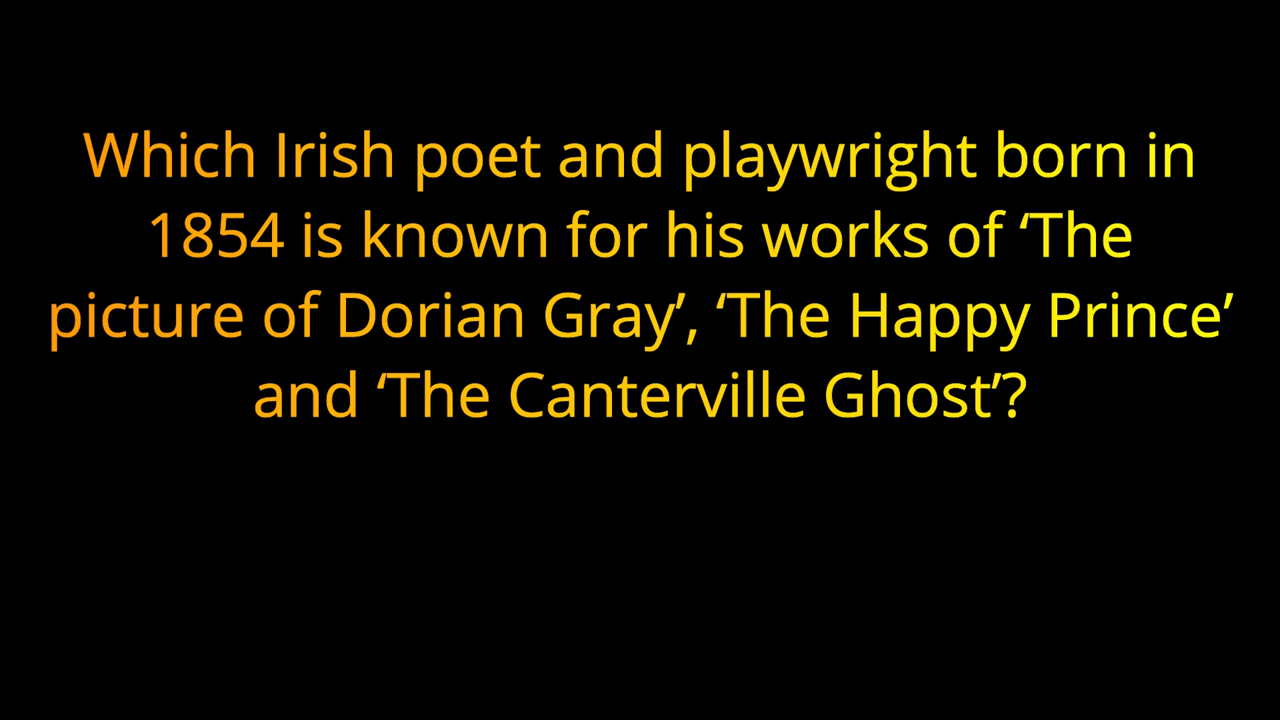 Which Irish poet and playwright born in
1854 is known for his works of ‘The
picture of Dorian Gray’, ‘The Happy Prince’
and ‘The Canterville Ghost’?